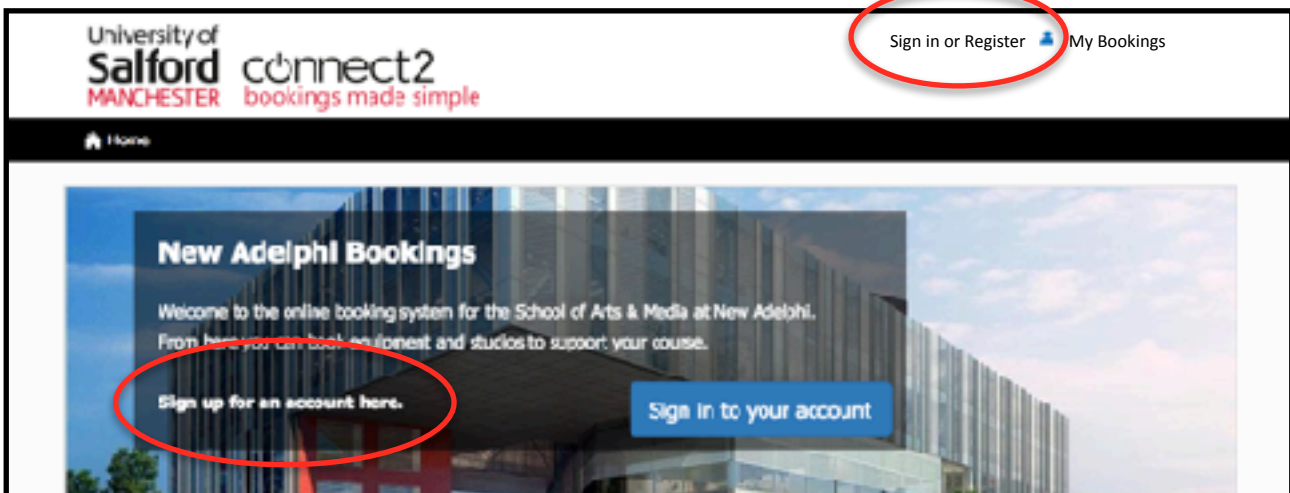 University of
Salford
MANCHESTER
connect2
bookings made simple
Sign in or Register My Bookings
Home
New Adelphi Bookings
Welcome to the online booking system for the School of Arts & Media at New Adelphi.
From here you can book equipment and studios to support your course.
Sign up for an account here.
Sign in to your account